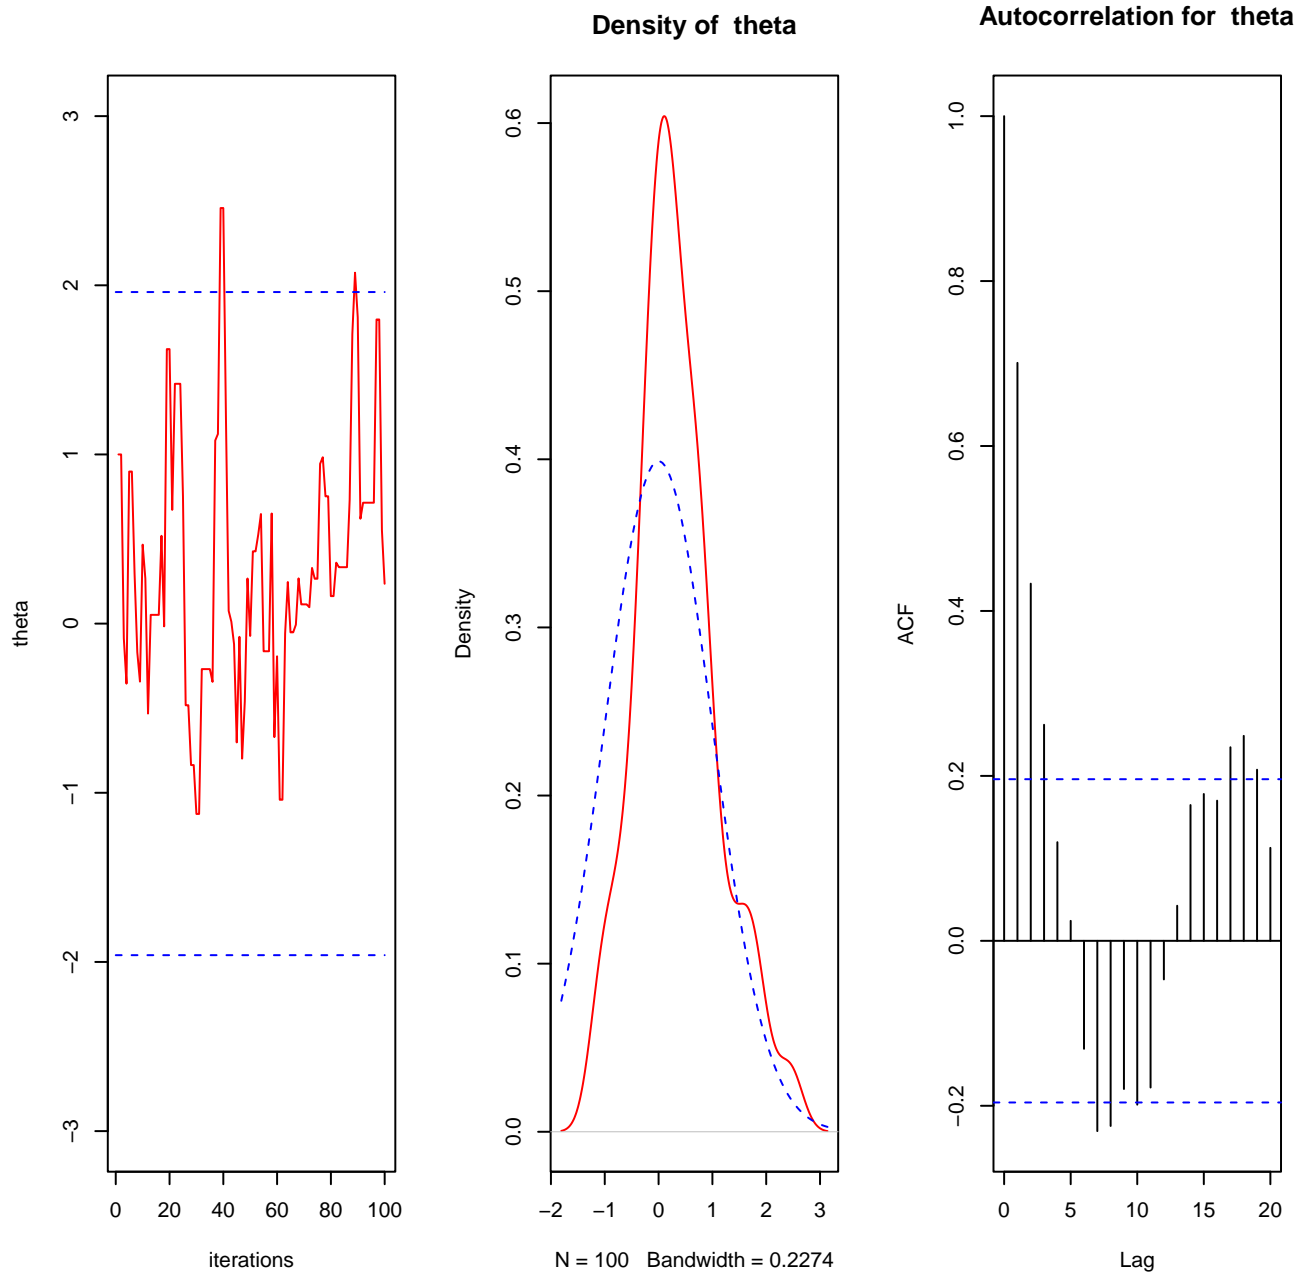 theta
3
2
1
0
−1
−2
−3
0 20 40 60 80 100
iterations
Density of theta
Density
0.6
0.5
0.4
0.3
0.2
0.1
0.0
−2 −1 0 1 2 3
N = 100 Bandwidth = 0.2274
Autocorrelation for theta
ACF
1.0
0.8
0.6
0.4
0.2
0.0
−0.2
0 5 10 15 20
Lag